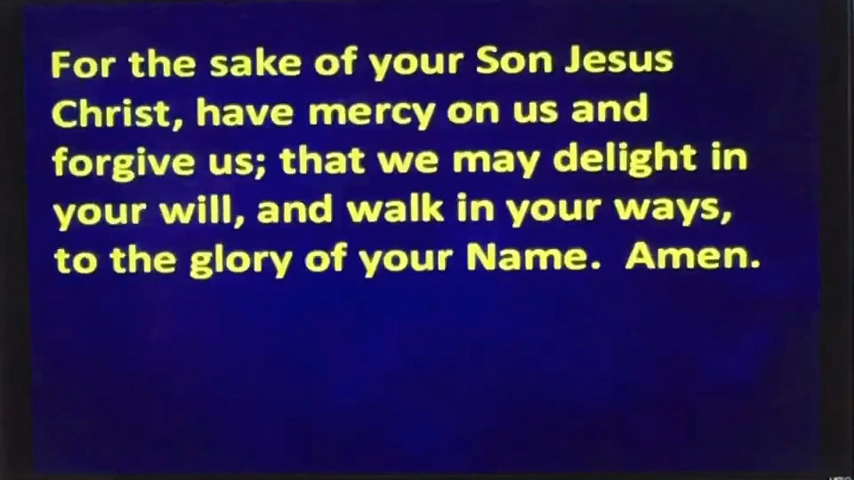 For the sake of your Son Jesus
Christ, have mercy on us and
forgive us; that we may delight in
your will, and walk in your ways,
to the glory of your Name.  Amen.